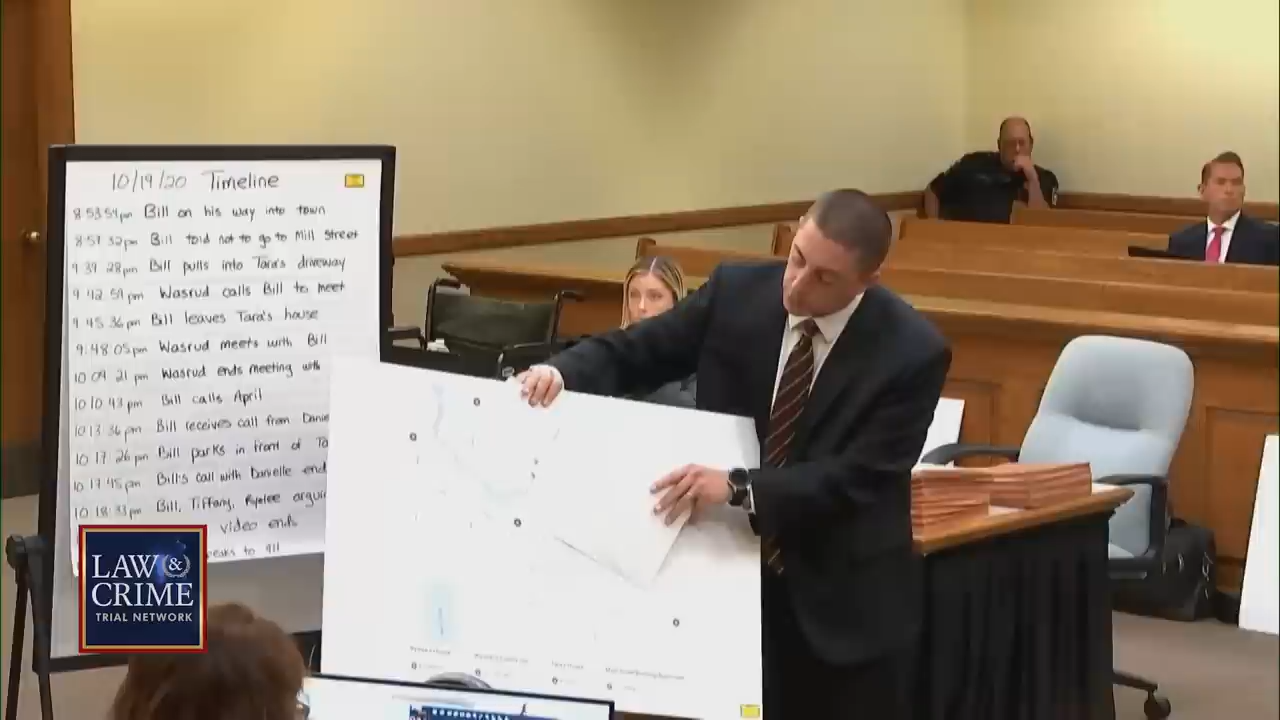 10/19/20 Timeline
8:53:54pm Bill on his way into town
8:57:32pm Bill told not to go to Mill Street
9:39:28pm Bill pulls into Tara's driveway
9:42:59pm Wasrud calls Bill to meet
9:45:36pm Bill leaves Tara's house
9:48:05pm Wasrud meets with Bill
10:09:21pm Wasrud ends meeting with
10:10:43pm Bill calls April
10:13:36pm Bill receives call from
10:17:26pm Bill parks in front of
10:17:45pm Bill's call with Danielle
10:18:33pm Bill, Tiffany, Ryelee
video ends
to 911
LAW &
CRIME
TRIAL NETWORK